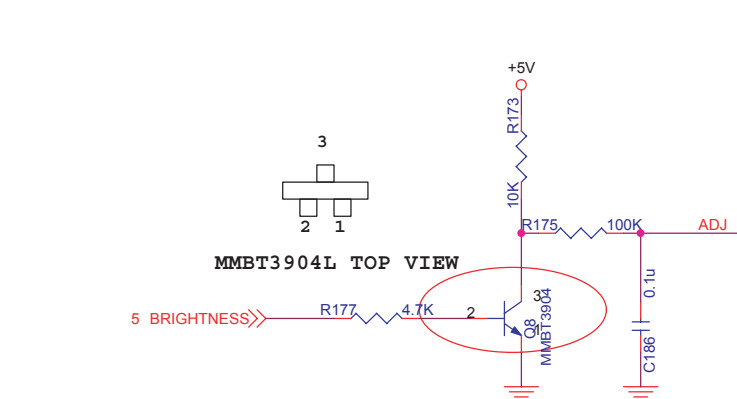 +5V
R173
10K
3
2 1
MMBT3904L TOP VIEW
R175 100K ADJ
0.1u
C186
5 BRIGHTNESS
R177 4.7K
2
3
1
Q8
MMBT3904